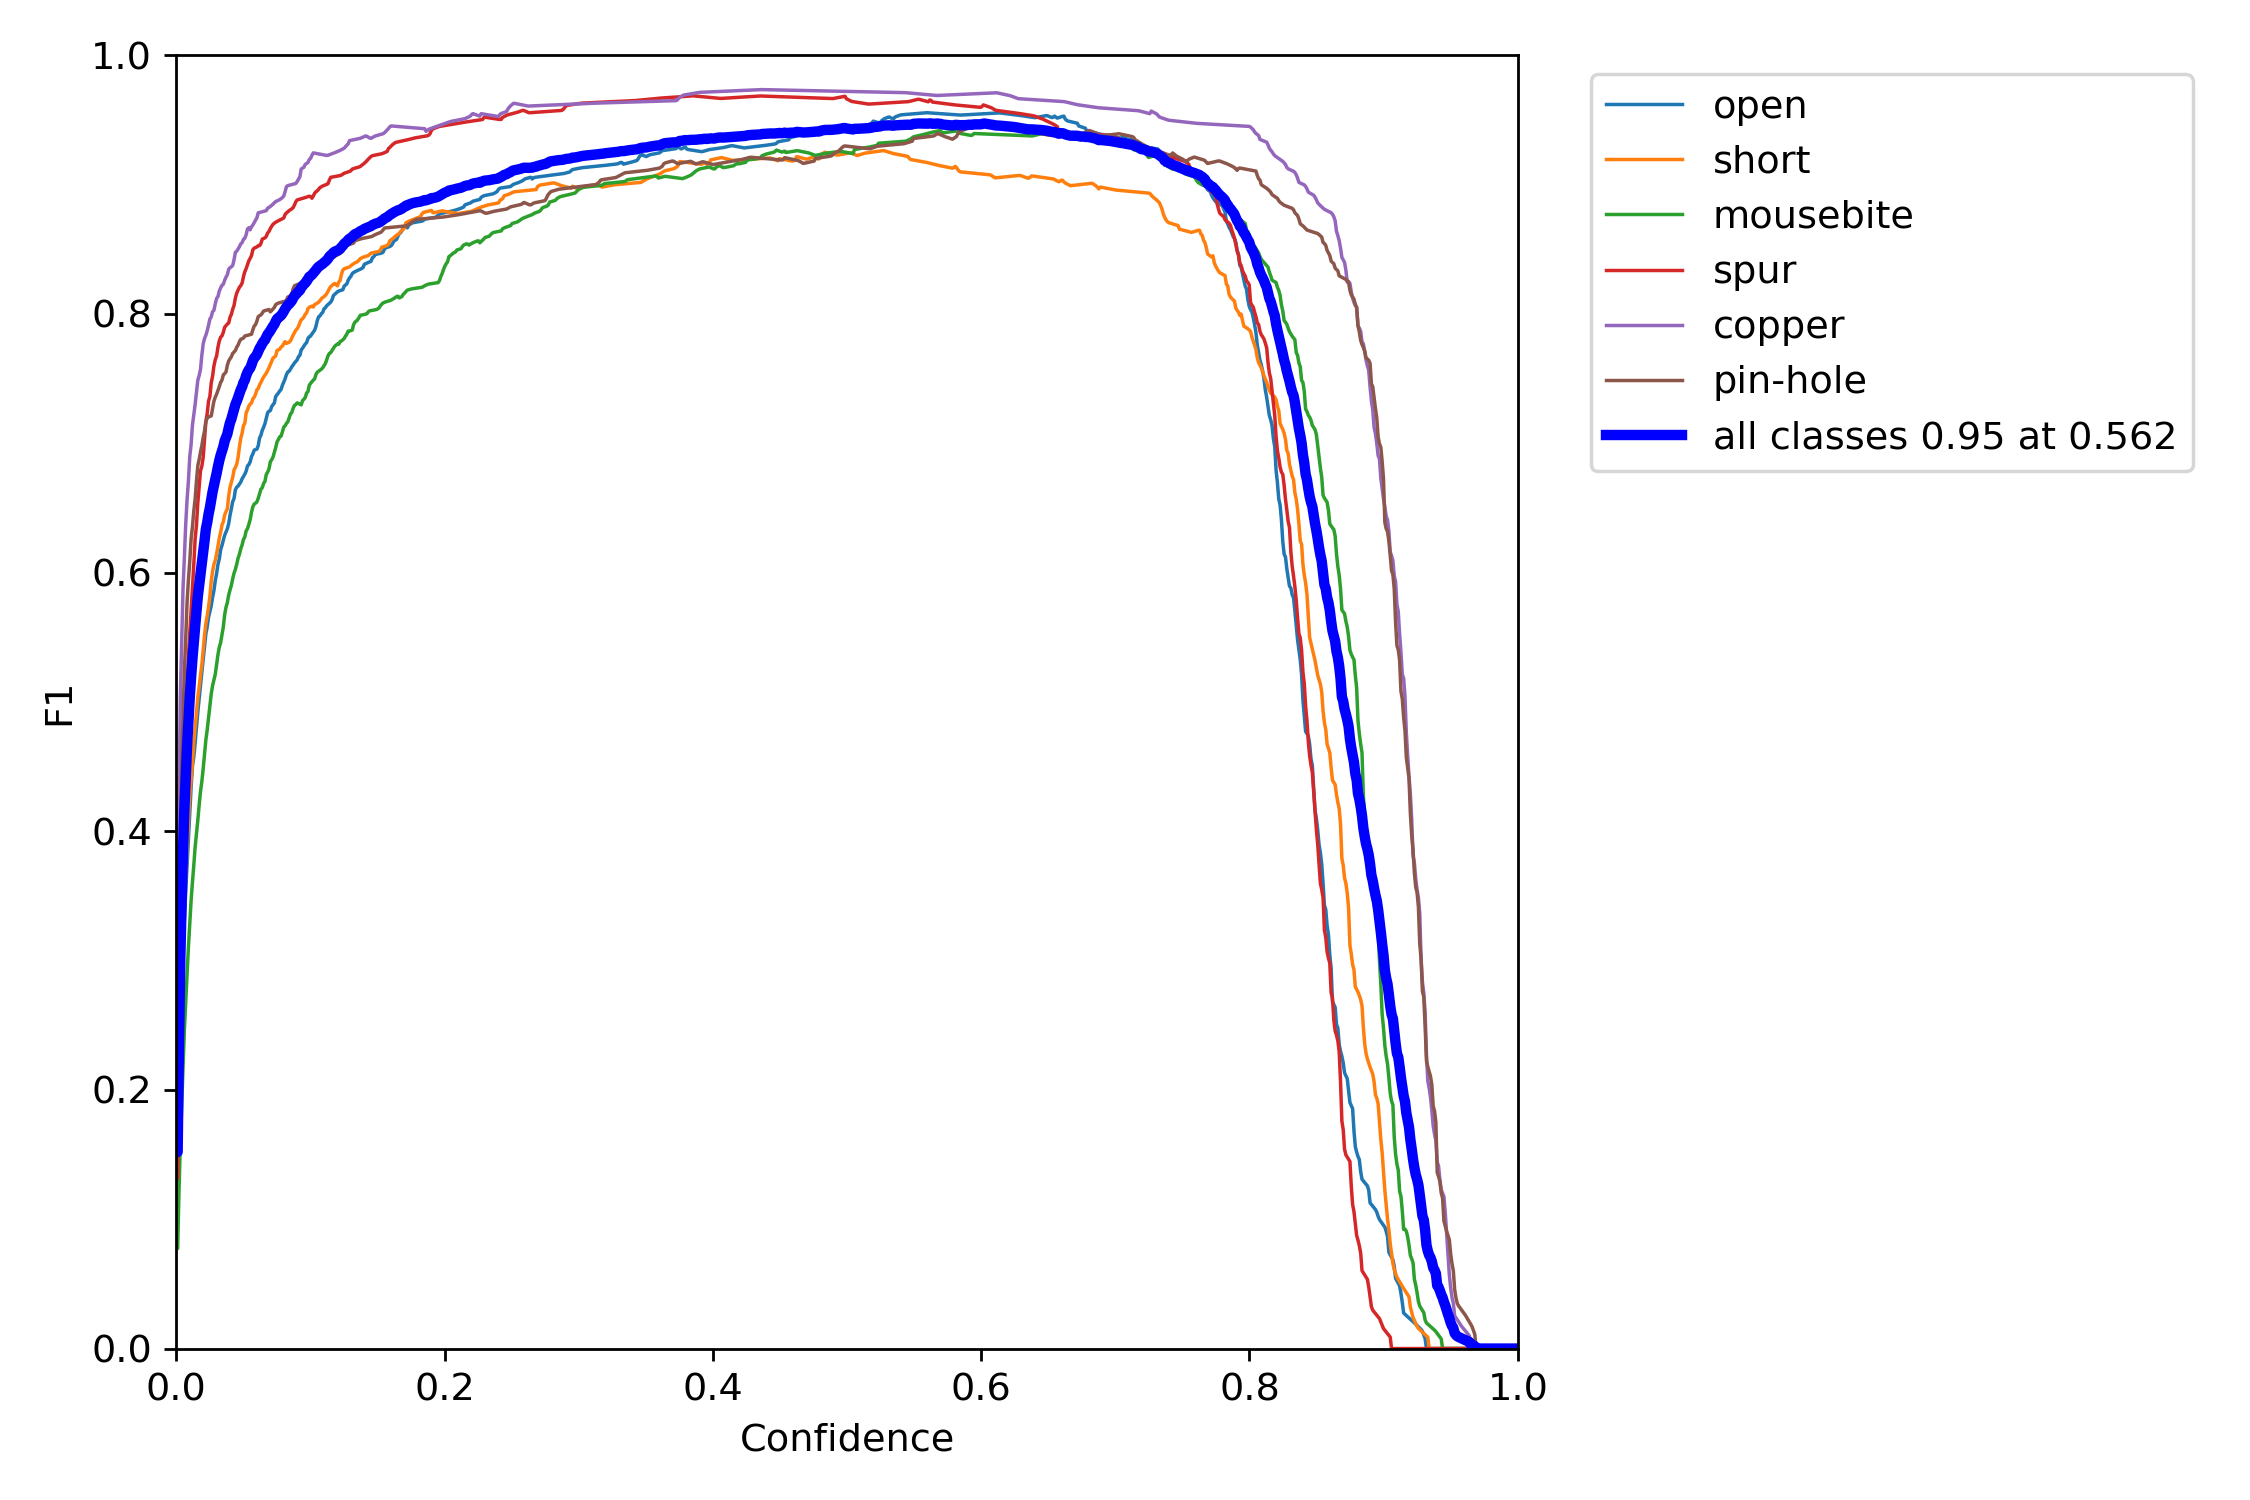 1.0
0.8
0.6
0.4
0.2
0.0
F1
0.0 0.2 0.4 0.6 0.8 1.0
Confidence
open
short
mousebite
spur
copper
pin-hole
all classes 0.95 at 0.562